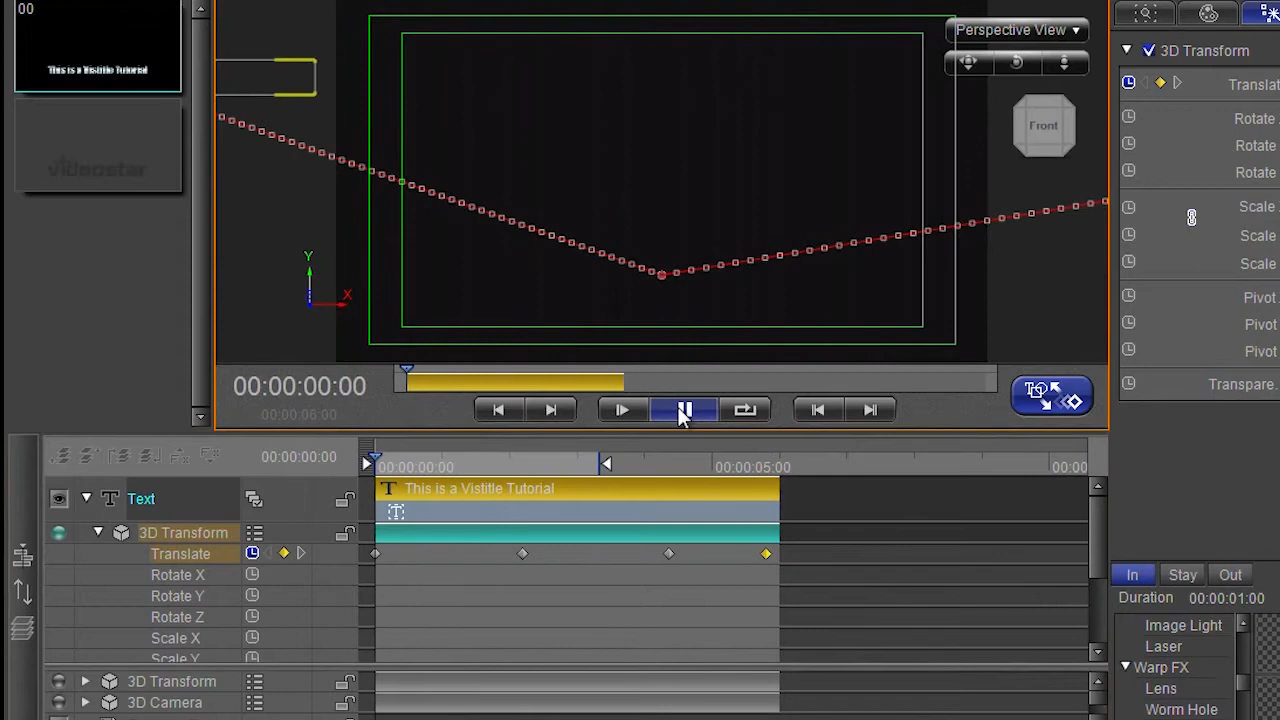 00
This is a Vistitle Tutorial
videostar
Perspective View
Front
Y
X
3D Transform
Translat
Rotate
Rotate
Rotate
Scale
Scale
Scale
Pivot
Pivot
Pivot
Transpare.
00:00:00:00
00:00:06:00
00:00:00:00
00:00:00:00
00:00:05:00
00:00
Text
T This is a Vistitle Tutorial
T
3D Transform
Translate
Rotate X
Rotate Y
Rotate Z
Scale X
Scale Y
3D Transform
3D Camera
In Stay Out
Duration 00:00:01:00
Image Light
Laser
Warp FX
Lens
Worm Hole